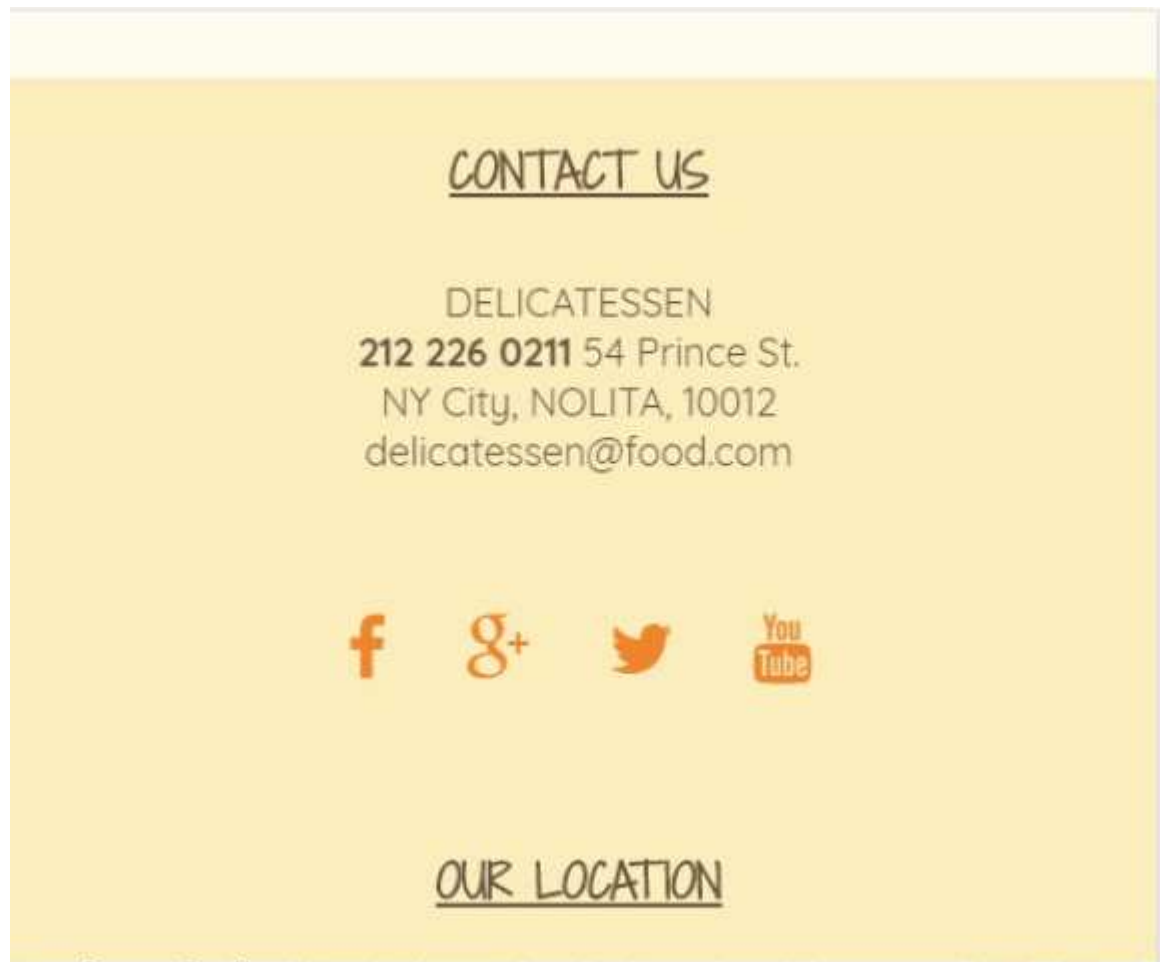 CONTACT US
DELICATESSEN
212 226 0211 54 Prince St.
NY City, NOLITA, 10012
delicatessen@food.com
f g+ You Tube
OUR LOCATION